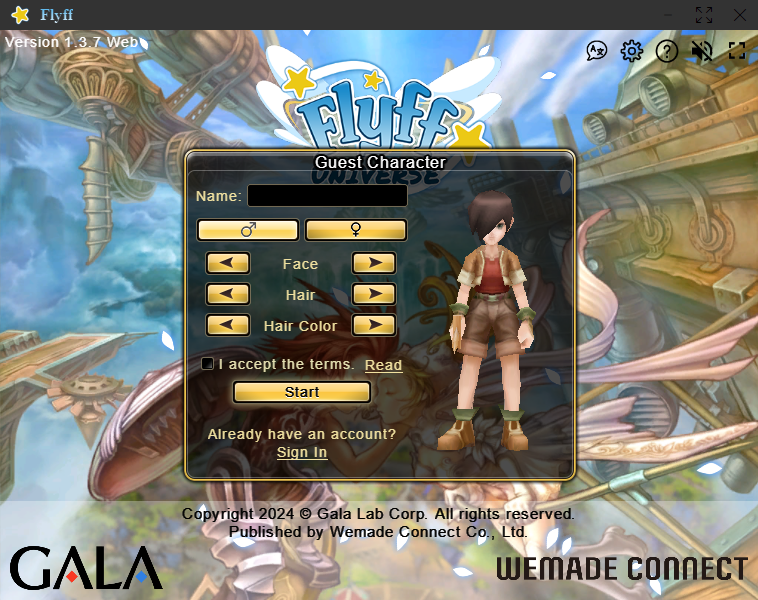 Flyff
Version 1.3.7 Web
Flyff
UNIVERSE
Guest Character
Name:
♂ ♀
Face
Hair
Hair Color
I accept the terms. Read
Start
Already have an account?
Sign In
Copyright 2024 © Gala Lab Corp. All rights reserved.
Published by Wemade Connect Co., Ltd.
GALA
WEMADE CONNECT